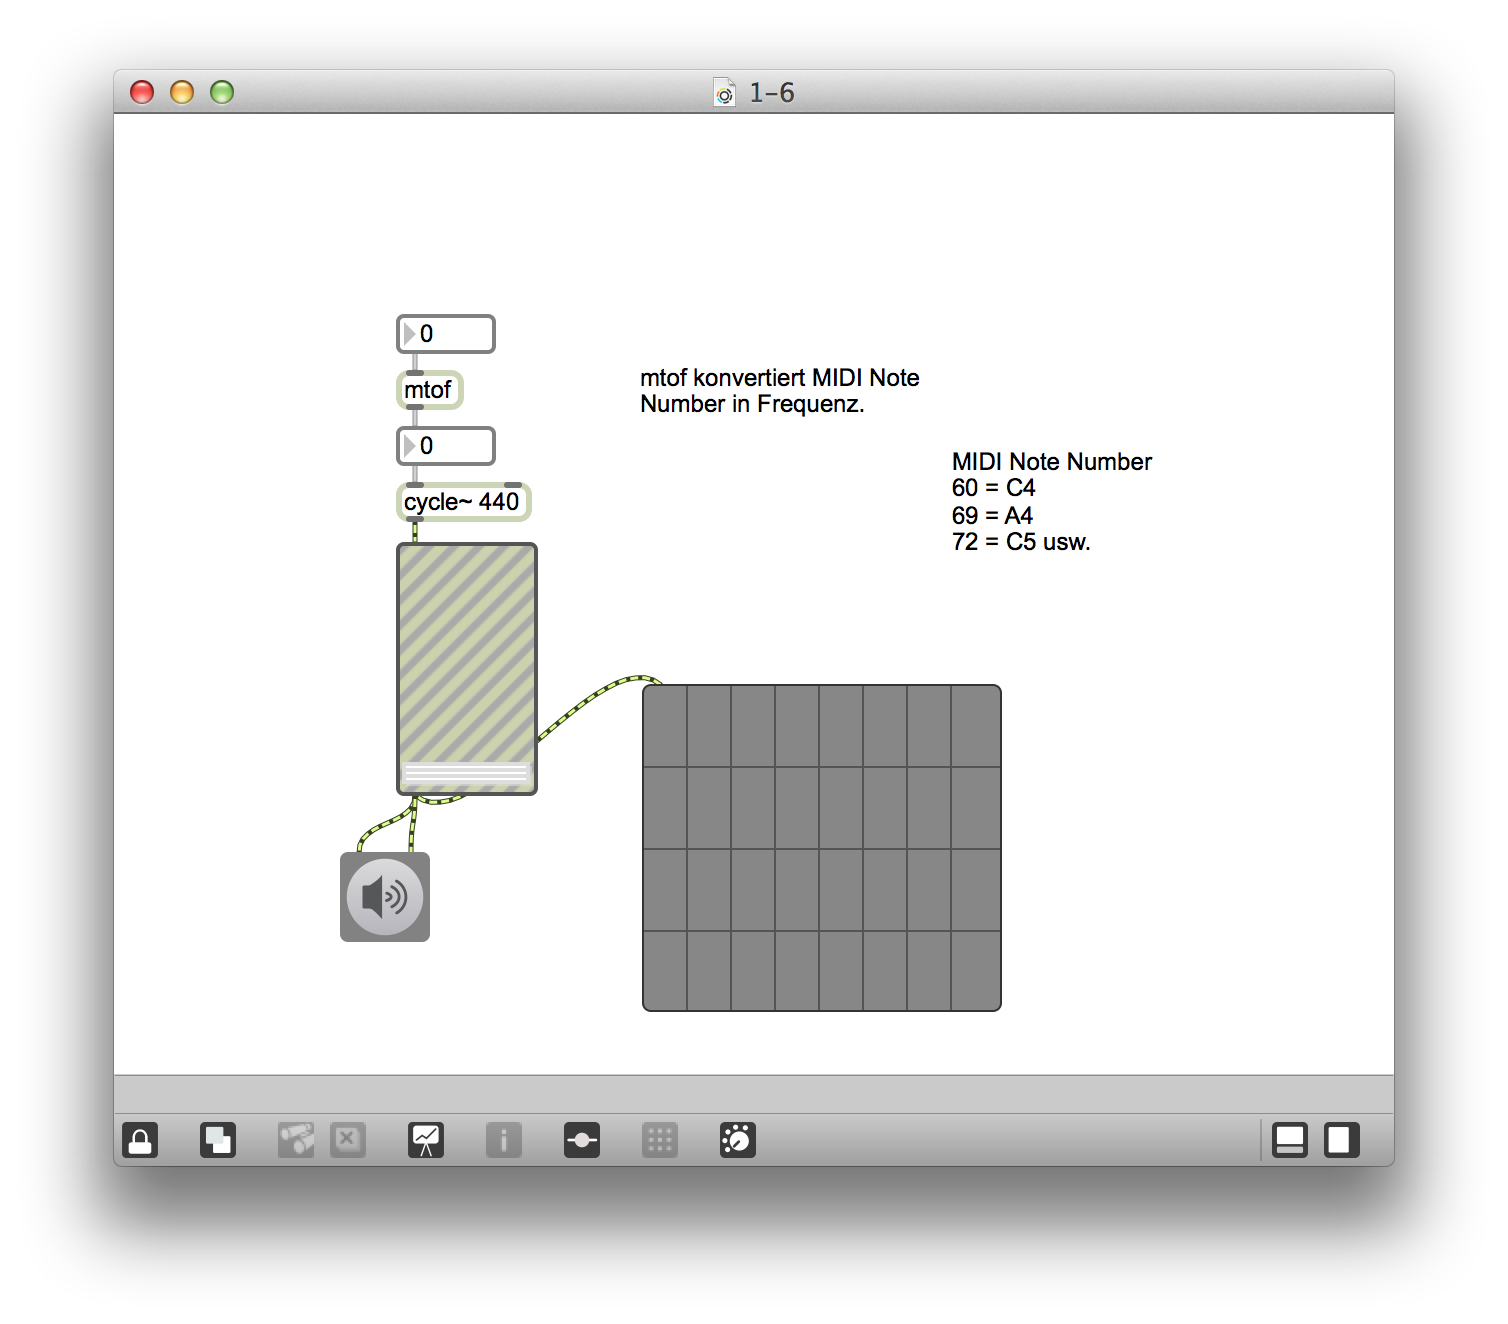 1-6
0
mtof
0
cycle~ 440
mtof konvertiert MIDI Note
Number in Frequenz.
MIDI Note Number
60 = C4
69 = A4
72 = C5 usw.